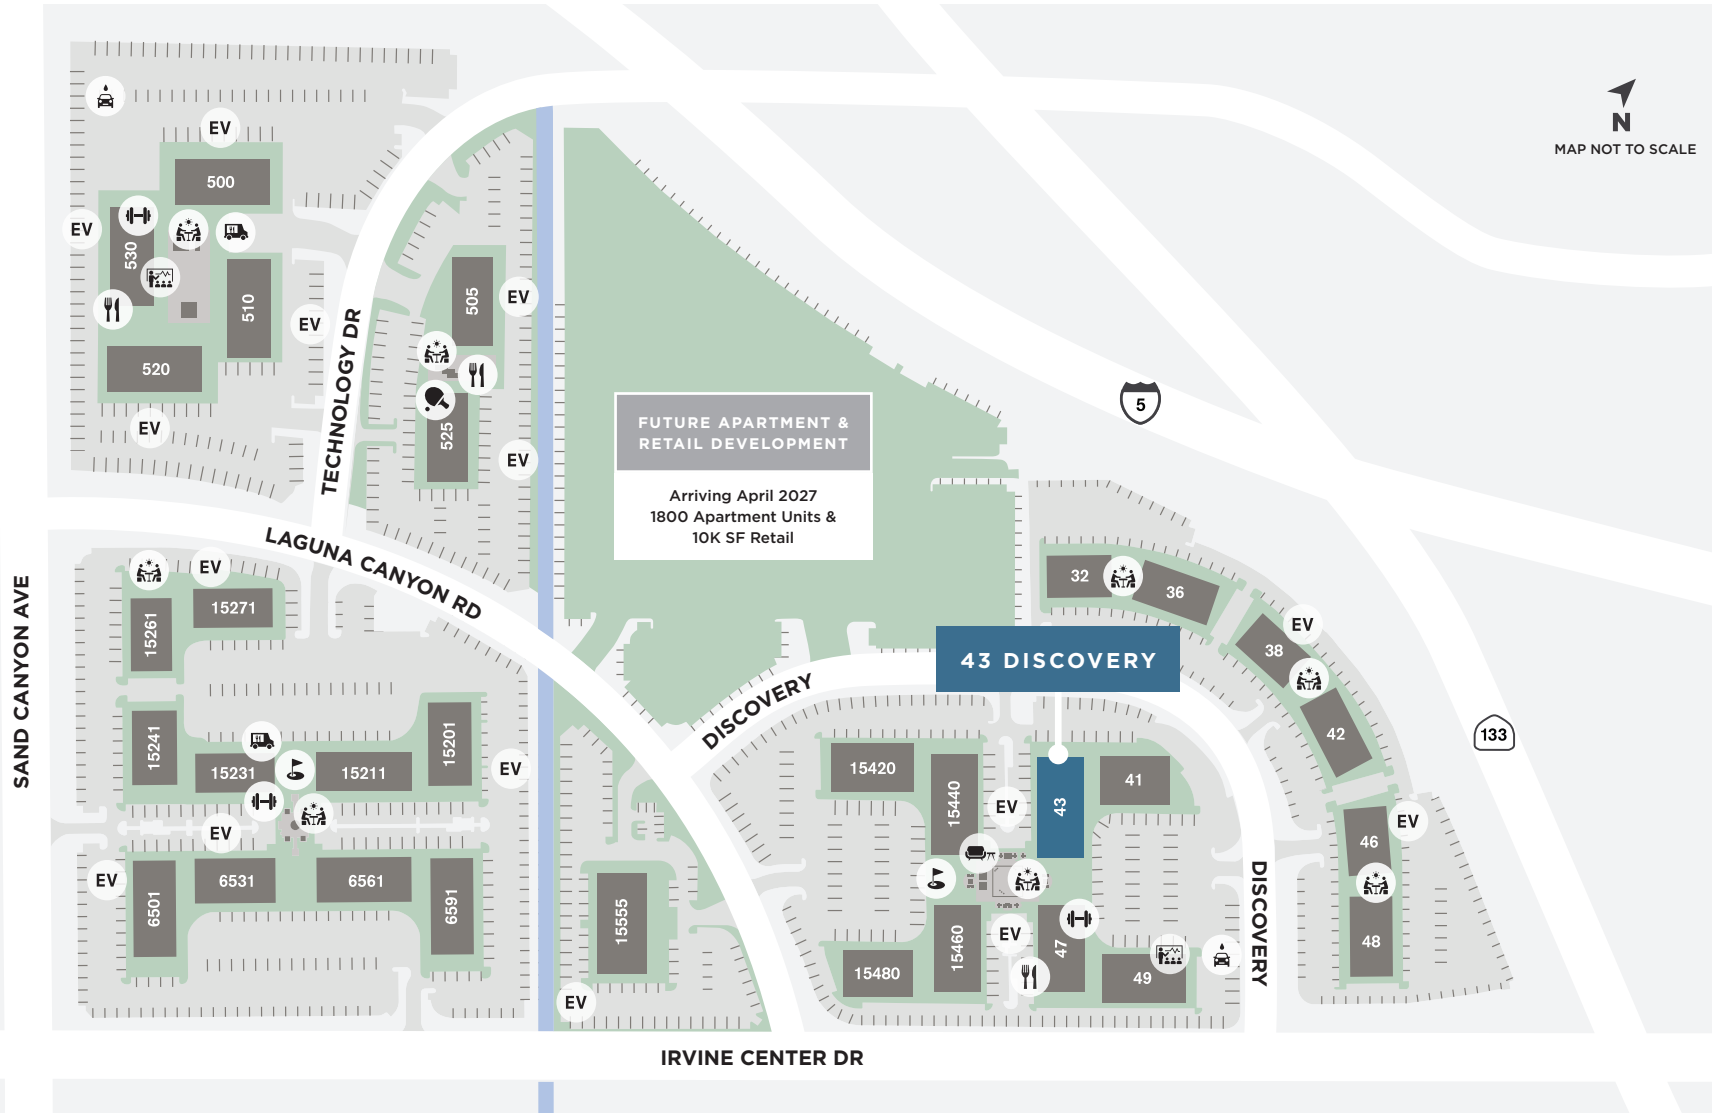 N
MAP NOT TO SCALE
EV
500
EV
530
510
EV
520
EV
505
EV
525
EV
TECHNOLOGY DR
5
FUTURE APARTMENT &
RETAIL DEVELOPMENT
Arriving April 2027
1800 Apartment Units &
10K SF Retail
LAGUNA CANYON RD
SAND CANYON AVE
EV
15271
15261
15241
15231
15211
15201
EV
EV
EV
6501
6531
6561
6591
32
36
EV
38
42
133
43 DISCOVERY
DISCOVERY
15420
15440
EV
43
41
46
EV
48
15555
EV
15460
15480
EV
47
49
DISCOVERY
IRVINE CENTER DR